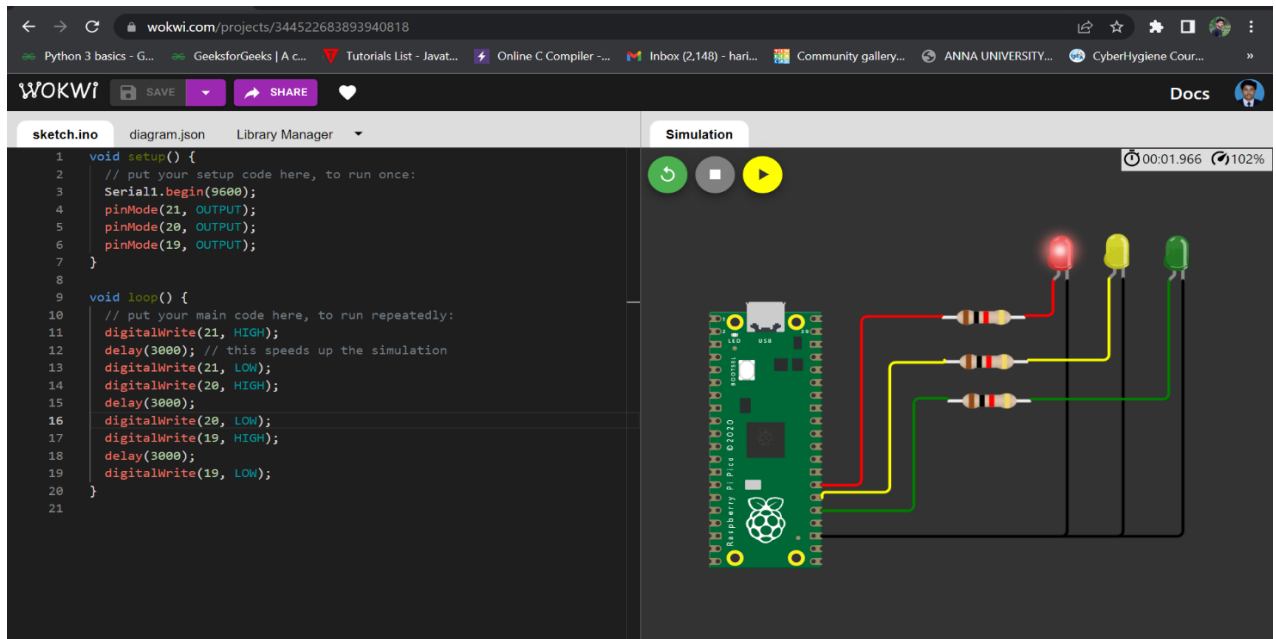 wokwi.com/projects/344522683893940818
Python 3 basics - G... GeeksforGeeks | A c... Tutorials List - Javat... Online C Compiler -... Inbox (2,148) - hari... Community gallery... ANNA UNIVERSITY... CyberHygiene Cour... »
WOKWi SAVE SHARE Docs
sketch.ino diagram.json Library Manager
1 void setup() {
2 // put your setup code here, to run once:
3 Serial1.begin(9600);
4 pinMode(21, OUTPUT);
5 pinMode(20, OUTPUT);
6 pinMode(19, OUTPUT);
7 }
8
9 void loop() {
10 // put your main code here, to run repeatedly:
11 digitalWrite(21, HIGH);
12 delay(3000); // this speeds up the simulation
13 digitalWrite(21, LOW);
14 digitalWrite(20, HIGH);
15 delay(3000);
16 digitalWrite(20, LOW);
17 digitalWrite(19, HIGH);
18 delay(3000);
19 digitalWrite(19, LOW);
20 }
21
Simulation
00:01.966 102%
LED USB
BOOTSEL
Raspberry Pi Pico ©2020